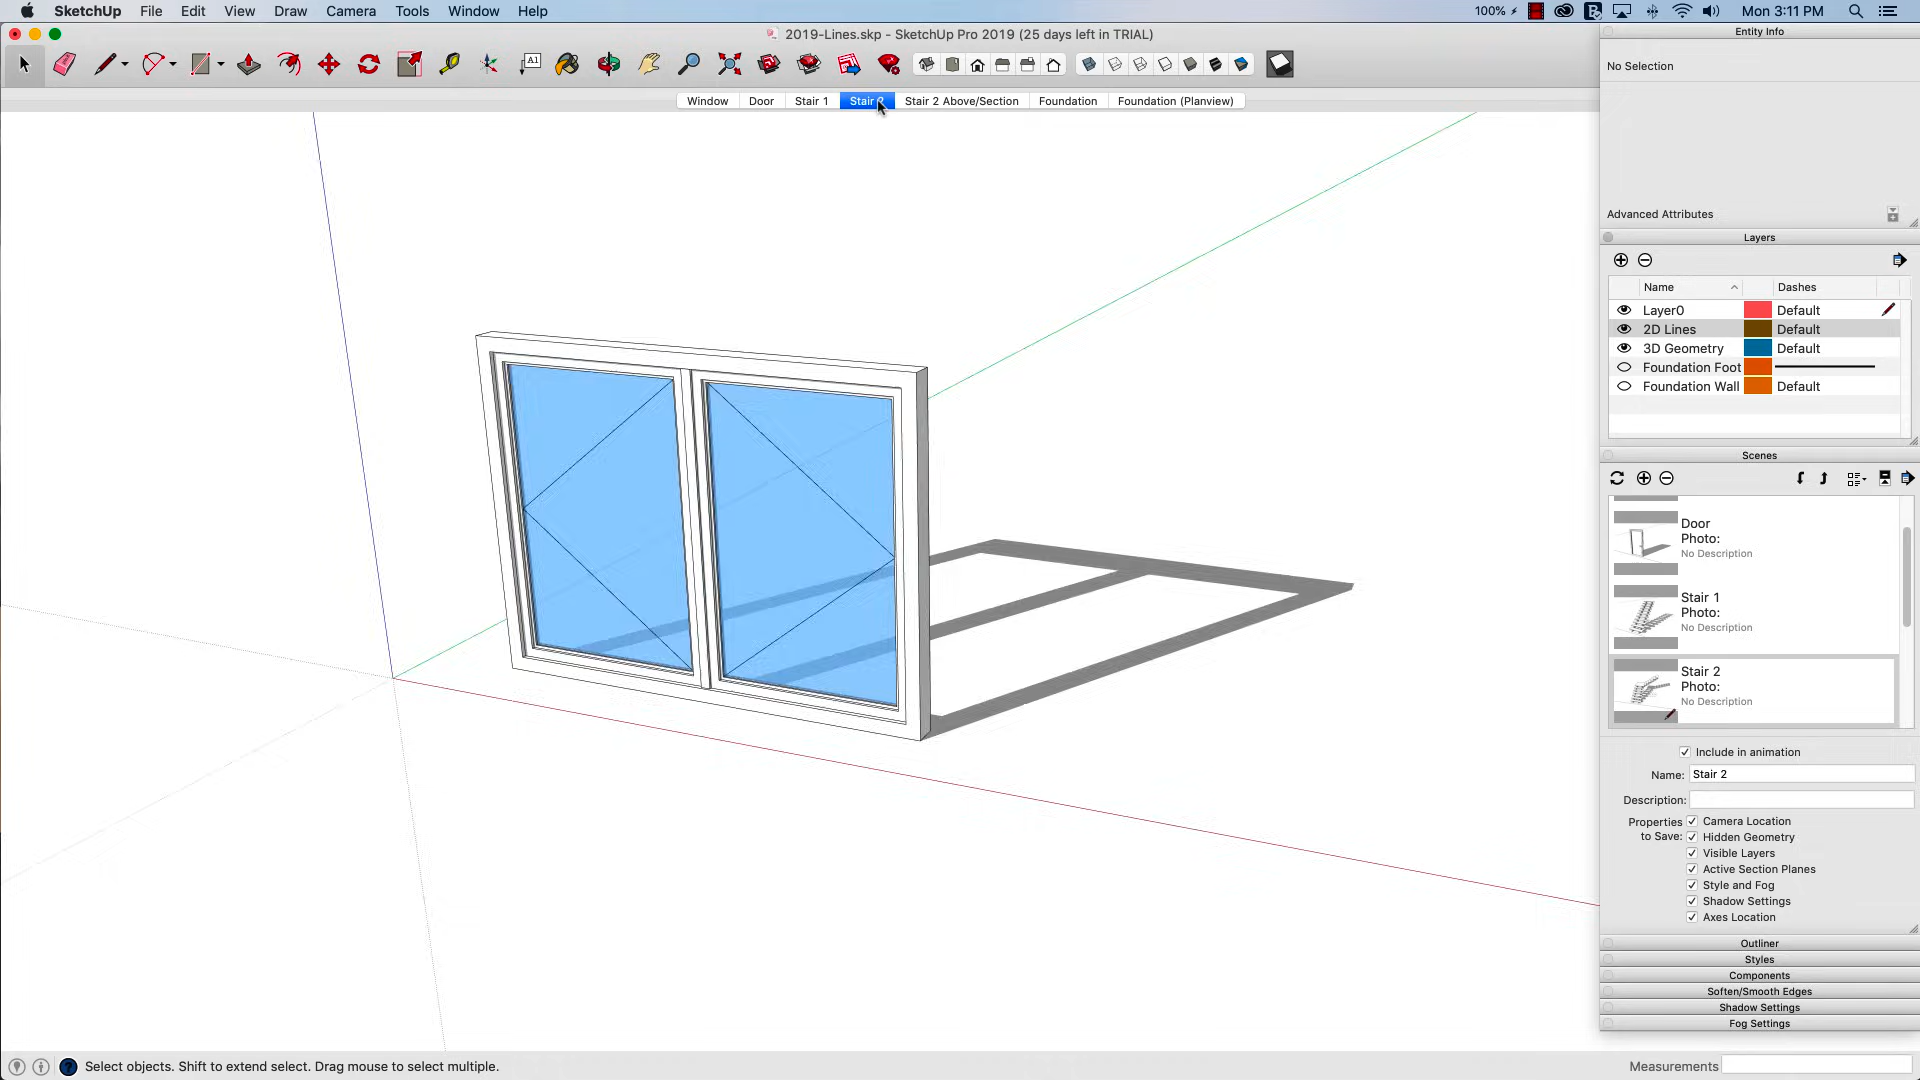 SketchUp File Edit View Draw Camera Tools Window Help 100% Mon 3:11 PM
2019-Lines.skp - SketchUp Pro 2019 (25 days left in TRIAL)
A1
Window Door Stair 1 Stair 2 Above/Section Foundation Foundation (Planview)
Stair
Entity Info
No Selection
Advanced Attributes
Layers
Name Dashes
Layer0 Default
2D Lines Default
3D Geometry Default
Foundation Foot
Foundation Wall Default
Scenes
Door
Photo:
No Description
Stair 1
Photo:
No Description
Stair 2
Photo:
No Description
Include in animation
Name: Stair 2
Description:
Properties to Save:
Camera Location
Hidden Geometry
Visible Layers
Active Section Planes
Style and Fog
Shadow Settings
Axes Location
Outliner
Styles
Components
Soften/Smooth Edges
Shadow Settings
Fog Settings
Select objects. Shift to extend select. Drag mouse to select multiple.
Measurements